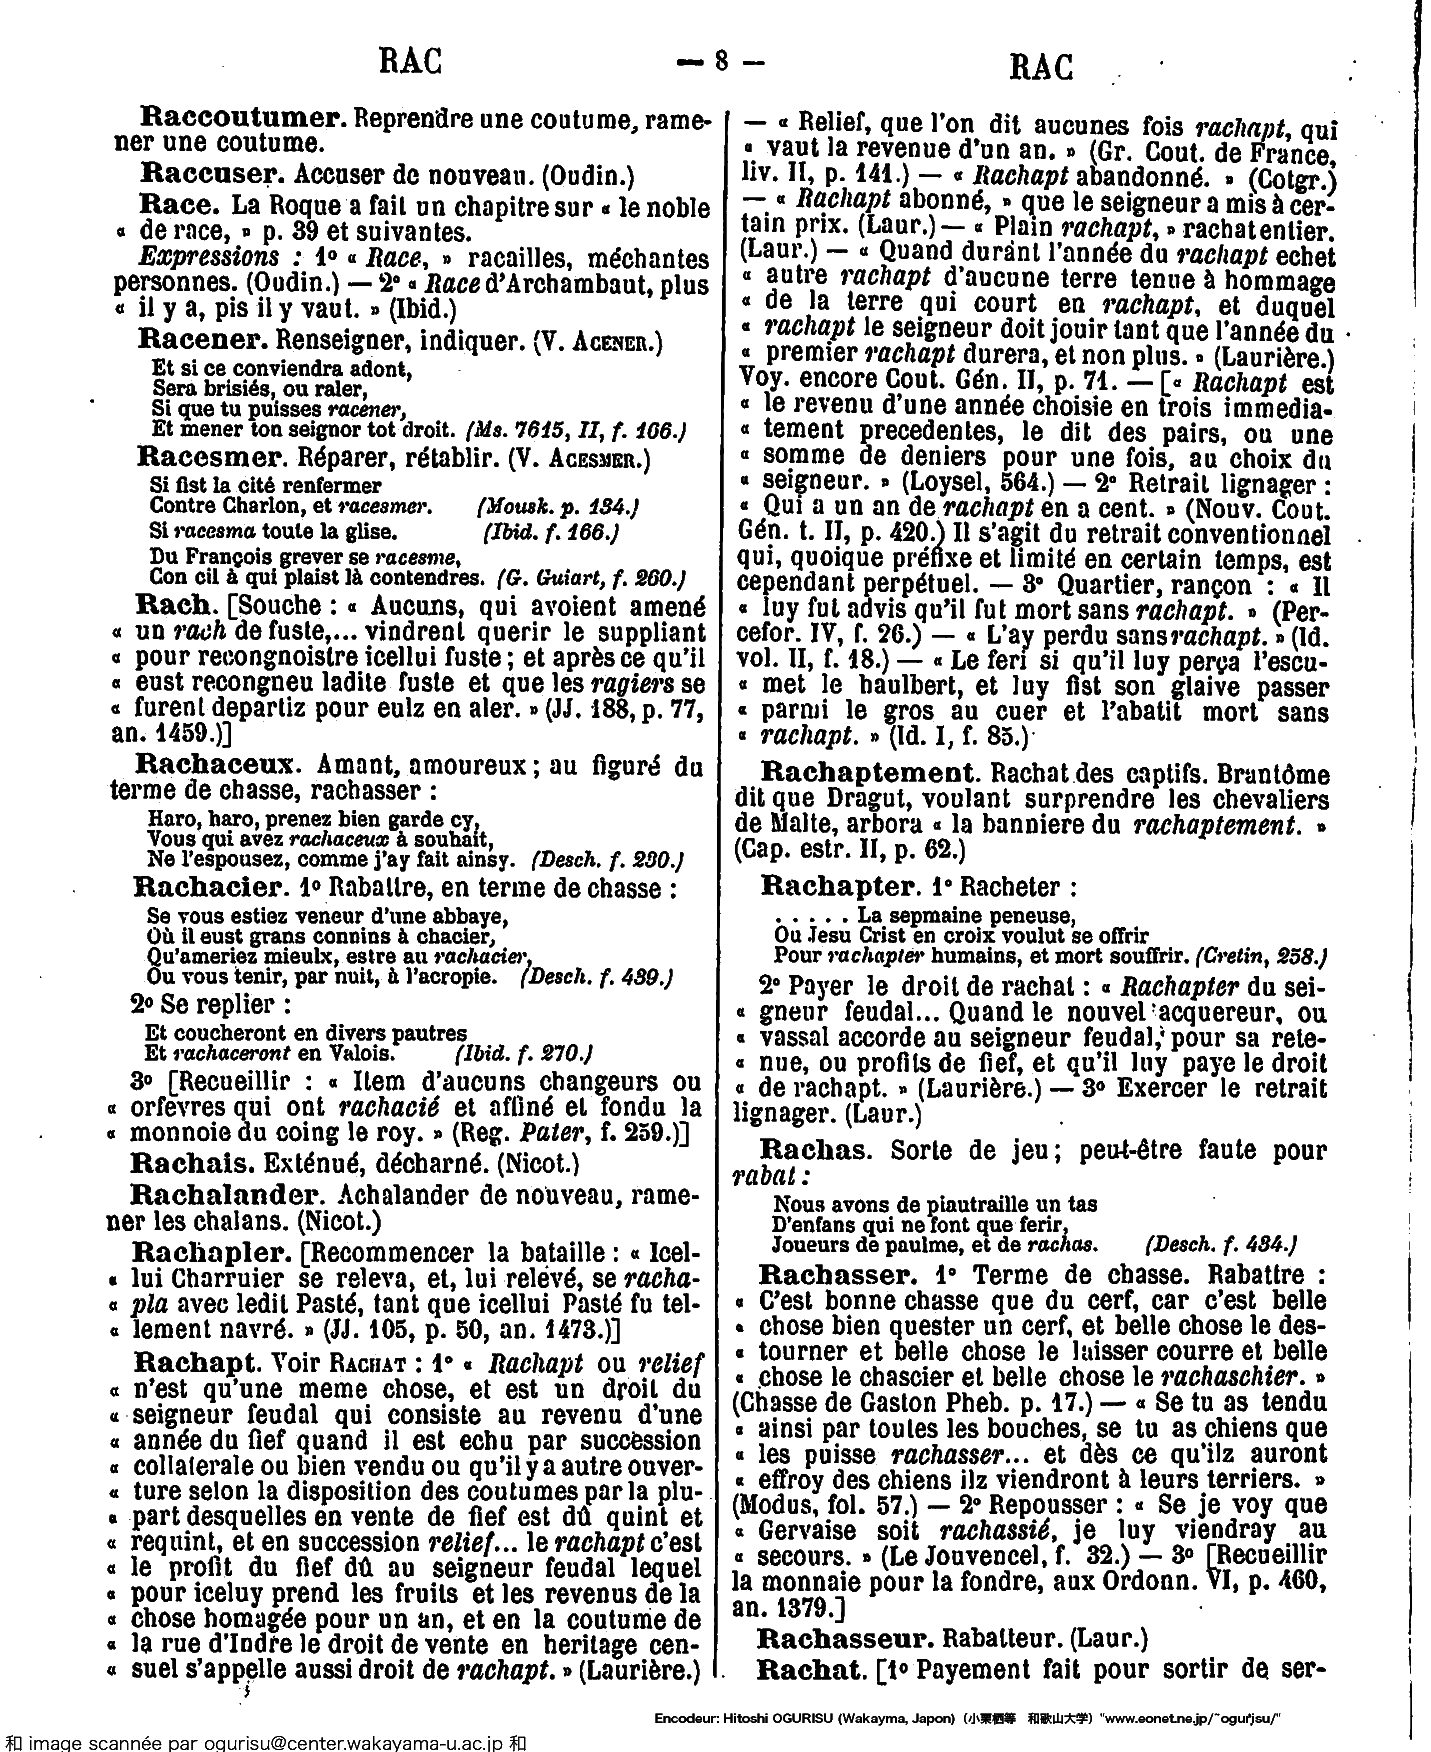 RAC
— 8 —
RAC
Raccoutumer. Reprendre une coutume, rame-
ner une coutume.
Raccuser. Accuser de nouveau. (Oudin.)
Race. La Roque a fait un chapitre sur « le noble
« de race, » p. 39 et suivantes.
Expressions : 1º « Race, » racailles, méchantes
personnes. (Oudin.) — 2º « Race d'Archambaut, plus
« il y a, pis il y vaut. » (Ibid.)
Racener. Renseigner, indiquer. (V. ACENER.)
Et si ce conviendra adont,
Sera brisiés, ou raler,
Si que tu puisses racener,
Et mener ton seignor tot droit. (Ms. 7615, II, f. 166.)
Racesmer. Réparer, rétablir. (V. ACESMER.)
Si fist la cité renfermer
Contre Charlon, et racesmer. (Mousk. p. 134.)
Si racesma toute la glise. (Ibid. f. 166.)
Du François grever se racesme,
Con cil à qui plaist là contendres. (G. Guiart, f. 260.)
Rach. [Souche : « Aucuns, qui avoient amené
« un rach de fuste,... vindrent querir le suppliant
« pour recongnoistre icellui fuste ; et après ce qu'il
« eust recongneu ladite fuste et que les ragiers se
« furent departiz pour eulz en aler. » (JJ. 188, p. 77,
an. 1459.)]
Rachaceux. Amant, amoureux ; au figuré du
terme de chasse, rachasser :
Haro, haro, prenez bien garde cy,
Vous qui avez rachaceux à souhait,
Ne l'espousez, comme j'ay fait ainsy. (Desch. f. 230.)
Rachacier. 1º Rabattre, en terme de chasse :
Se vous estiez veneur d'une abbaye,
Où il eust grans connins à chacier,
Qu'ameriez mieulx, estre au rachacier,
Ou vous tenir, par nuit, à l'acropie. (Desch. f. 439.)
2º Se replier :
Et coucheront en divers pautres
Et rachaceront en Valois. (Ibid. f. 270.)
3º [Recueillir : « Item d'aucuns changeurs ou
« orfevres qui ont rachacié et affiné et fondu la
« monnoie du coing le roy. » (Reg. Pater, f. 259.)]
Rachais. Exténué, décharné. (Nicot.)
Rachalander. Achalander de nouveau, rame-
ner les chalans. (Nicot.)
Rachapler. [Recommencer la bataille : « Icel-
« lui Charruier se releva, et, lui relevé, se racha-
« pla avec ledit Pasté, tant que icellui Pasté fu tel-
« lement navré. » (JJ. 105, p. 50, an. 1473.)]
Rachapt. Voir RACHAT : 1º « Rachapt ou relief
« n'est qu'une meme chose, et est un droit du
« seigneur feudal qui consiste au revenu d'une
« année du fief quand il est echu par succession
« collaterale ou bien vendu ou qu'il y a autre ouver-
« ture selon la disposition des coutumes par la plu-
« part desquelles en vente de fief est dû quint et
« requint, et en succession relief... le rachapt c'est
« le profit du fief dû au seigneur feudal lequel
« pour iceluy prend les fruits et les revenus de la
« chose homagée pour un an, et en la coutume de
« la rue d'Indre le droit de vente en heritage cen-
« suel s'appelle aussi droit de rachapt. » (Laurière.)
— « Relief, que l'on dit aucunes fois rachapt, qui
« vaut la revenue d'un an. » (Gr. Cout. de France,
liv. II, p. 141.) — « Rachapt abandonné. » (Cotgr.)
— « Rachapt abonné, » que le seigneur a mis à cer-
tain prix. (Laur.) — « Plain rachapt, » rachat entier.
(Laur.) — « Quand durant l'année du rachapt echet
« autre rachapt d'aucune terre tenue à hommage
« de la terre qui court en rachapt, et duquel
« rachapt le seigneur doit jouir tant que l'année du
« premier rachapt durera, et non plus. » (Laurière.)
Voy. encore Cout. Gén. II, p. 71. — [« Rachapt est
« le revenu d'une année choisie en trois immedia-
« tement precedentes, le dit des pairs, ou une
« somme de deniers pour une fois, au choix du
« seigneur. » (Loysel, 564.) — 2º Retrait lignager :
« Qui a un an de rachapt en a cent. » (Nouv. Cout.
Gén. t. II, p. 420.) Il s'agit du retrait conventionnel
qui, quoique préfixe et limité en certain temps, est
cependant perpétuel. — 3º Quartier, rançon : « Il
« luy fut advis qu'il fut mort sans rachapt. » (Per-
cefor. IV, f. 26.) — « L'ay perdu sans rachapt. » (Id.
vol. II, f. 18.) — « Le feri si qu'il luy perça l'escu-
« met le haulbert, et luy fist son glaive passer
« parmi le gros au cuer et l'abatit mort sans
« rachapt. » (Id. I, f. 85.)
Rachaptement. Rachat des captifs. Brantôme
dit que Dragut, voulant surprendre les chevaliers
de Malte, arbora « la banniere du rachaptement. »
(Cap. estr. II, p. 62.)
Rachapter. 1º Racheter :
. . . . . La sepmaine peneuse,
Ou Jesu Crist en croix voulut se offrir
Pour rachapter humains, et mort souffrir. (Cretin, 258.)
2º Payer le droit de rachat : « Rachapter du sei-
« gneur feudal... Quand le nouvel acquereur, ou
« vassal accorde au seigneur feudal, pour sa rete-
« nue, ou profits de fief, et qu'il luy paye le droit
« de rachapt. » (Laurière.) — 3º Exercer le retrait
lignager. (Laur.)
Rachas. Sorte de jeu ; peut-être faute pour
rabat :
Nous avons de piautraille un tas
D'enfans qui ne font que ferir,
Joueurs de paulme, et de rachas. (Desch. f. 434.)
Rachasser. 1º Terme de chasse. Rabattre :
« C'est bonne chasse que du cerf, car c'est belle
« chose bien quester un cerf, et belle chose le des-
« tourner et belle chose le laisser courre et belle
« chose le chascier et belle chose le rachaschier. »
(Chasse de Gaston Pheb. p. 17.) — « Se tu as tendu
« ainsi par toutes les bouches, se tu as chiens que
« les puisse rachasser... et dès ce qu'ilz auront
« effroy des chiens ilz viendront à leurs terriers. »
(Modus, fol. 57.) — 2º Repousser : « Se je voy que
« Gervaise soit rachassié, je luy viendray au
« secours. » (Le Jouvencel, f. 32.) — 3º [Recueillir
la monnaie pour la fondre, aux Ordonn. VI, p. 460,
an. 1379.]
Rachasseur. Rabatteur. (Laur.)
Rachat. [1º Payement fait pour sortir de ser-
Encodeur: Hitoshi OGURISU (Wakayma, Japon) (小栗栖等 和歌山大学) "www.eonet.ne.jp/~ogurisu/"
和 image scannée par ogurisu@center.wakayama-u.ac.jp 和